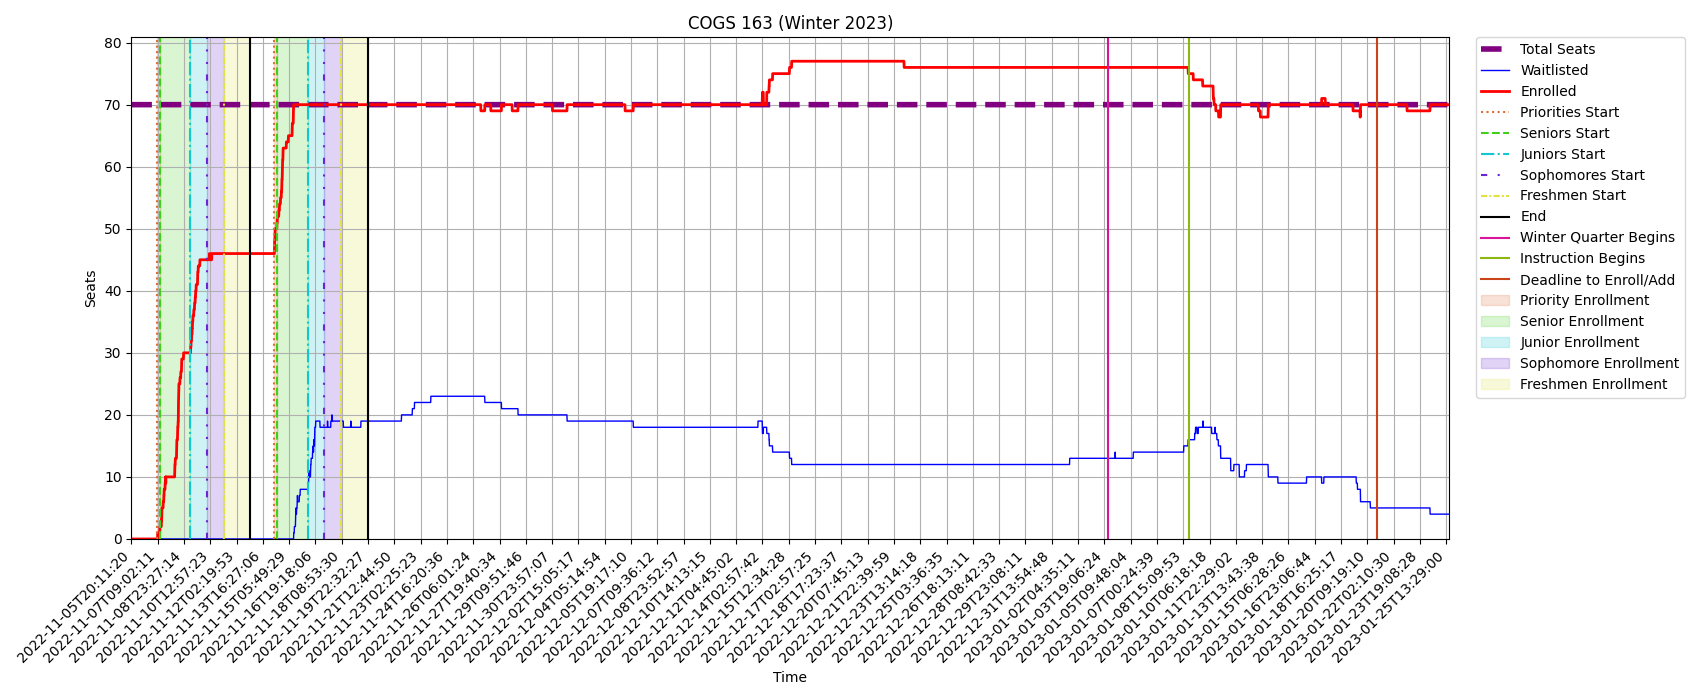 COGS 163 (Winter 2023)
80
70
60
50
40
30
20
10
0
Seats
2022-11-05T20:11:20
2022-11-07T09:02:11
2022-11-08T23:27:14
2022-11-10T12:57:23
2022-11-12T02:19:53
2022-11-13T16:27:06
2022-11-15T05:49:29
2022-11-16T19:18:06
2022-11-18T08:53:30
2022-11-19T22:32:27
2022-11-21T12:44:50
2022-11-23T02:25:23
2022-11-24T16:20:36
2022-11-26T06:01:24
2022-11-27T19:40:34
2022-11-29T09:51:46
2022-11-30T23:57:07
2022-12-02T15:05:17
2022-12-04T05:14:54
2022-12-05T19:17:10
2022-12-07T09:36:12
2022-12-08T23:52:57
2022-12-10T14:13:15
2022-12-12T04:45:02
2022-12-14T02:57:42
2022-12-15T12:34:28
2022-12-17T02:57:25
2022-12-18T17:23:37
2022-12-20T07:45:13
2022-12-21T22:39:59
2022-12-23T13:14:18
2022-12-25T03:36:35
2022-12-26T18:13:11
2022-12-28T08:42:33
2022-12-29T23:08:11
2022-12-31T13:54:48
2023-01-02T04:35:11
2023-01-03T19:06:24
2023-01-05T09:48:04
2023-01-07T00:24:39
2023-01-08T15:09:53
2023-01-10T06:18:18
2023-01-11T22:29:02
2023-01-13T13:43:38
2023-01-15T06:28:26
2023-01-16T23:06:44
2023-01-18T16:25:17
2023-01-20T09:19:10
2023-01-22T02:10:30
2023-01-23T19:08:28
2023-01-25T13:29:00
Time
Total Seats
Waitlisted
Enrolled
Priorities Start
Seniors Start
Juniors Start
Sophomores Start
Freshmen Start
End
Winter Quarter Begins
Instruction Begins
Deadline to Enroll/Add
Priority Enrollment
Senior Enrollment
Junior Enrollment
Sophomore Enrollment
Freshmen Enrollment